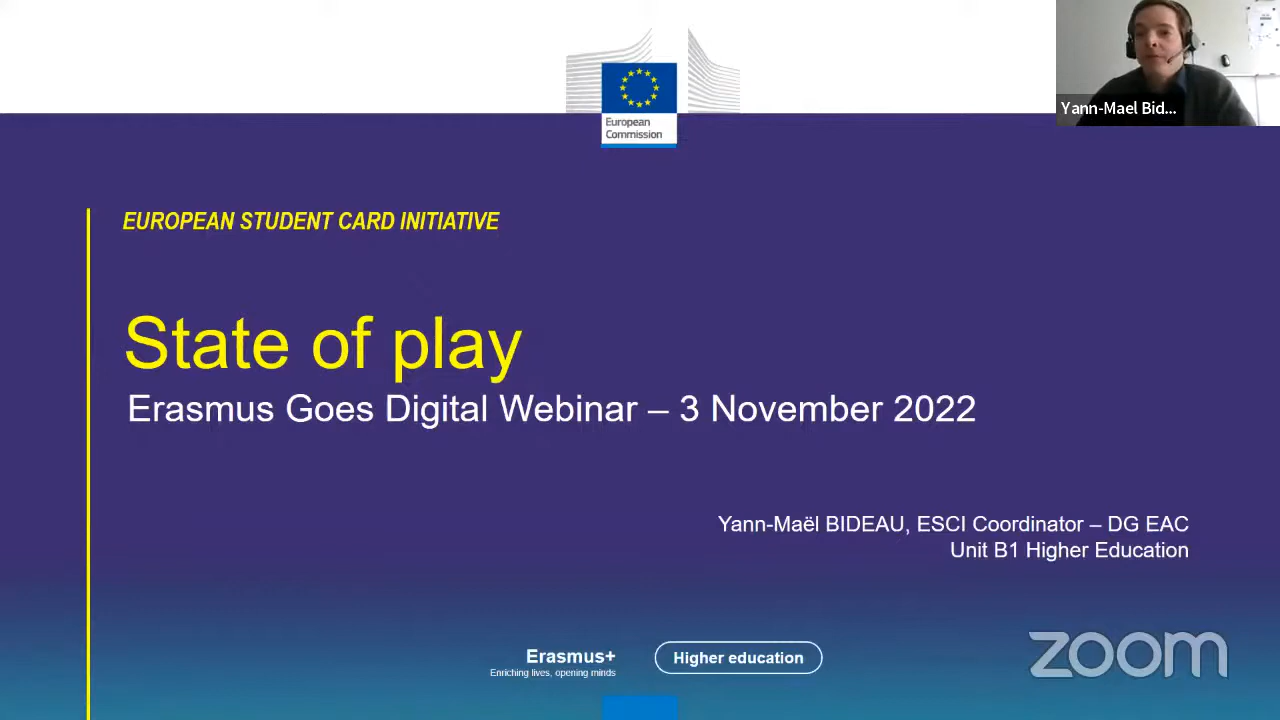 European
Commission
Yann-Mael Bid...
EUROPEAN STUDENT CARD INITIATIVE
State of play
Erasmus Goes Digital Webinar – 3 November 2022
Yann-Maël BIDEAU, ESCI Coordinator – DG EAC
Unit B1 Higher Education
Erasmus+
Enriching lives, opening minds
Higher education
zoom